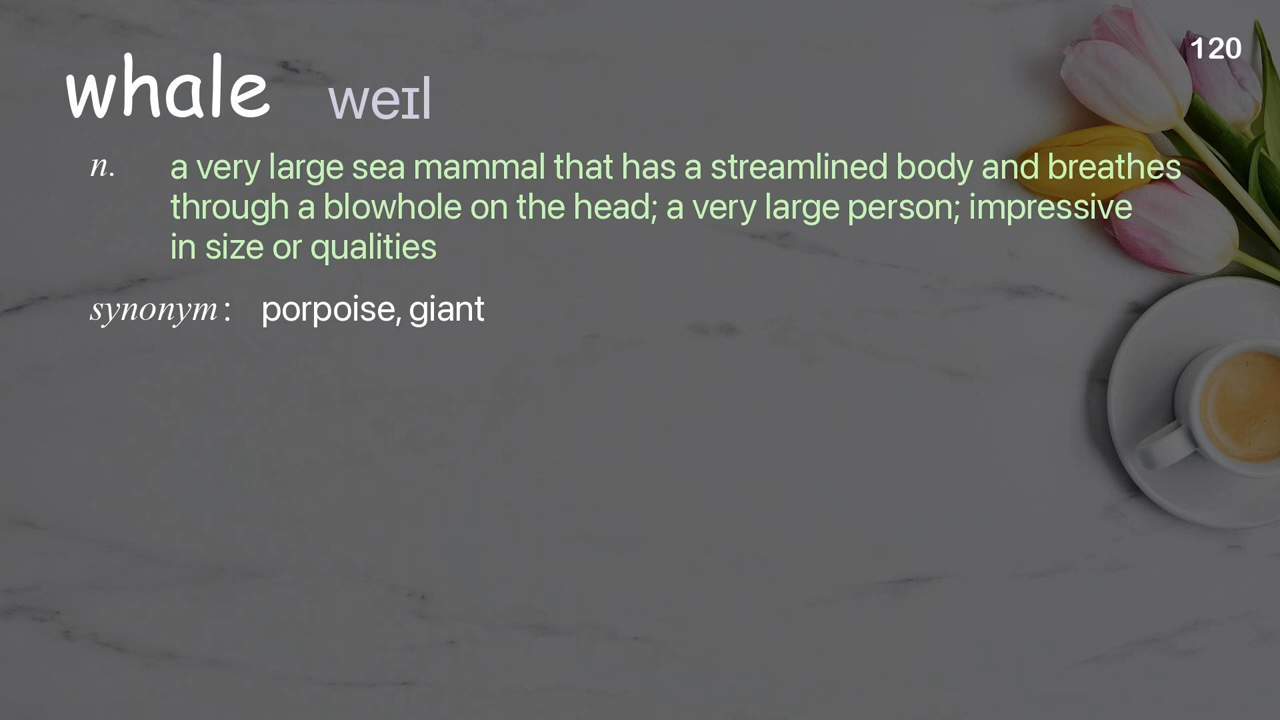 120
whale weɪl
n. a very large sea mammal that has a streamlined body and breathes
through a blowhole on the head; a very large person; impressive
in size or qualities
synonym: porpoise, giant